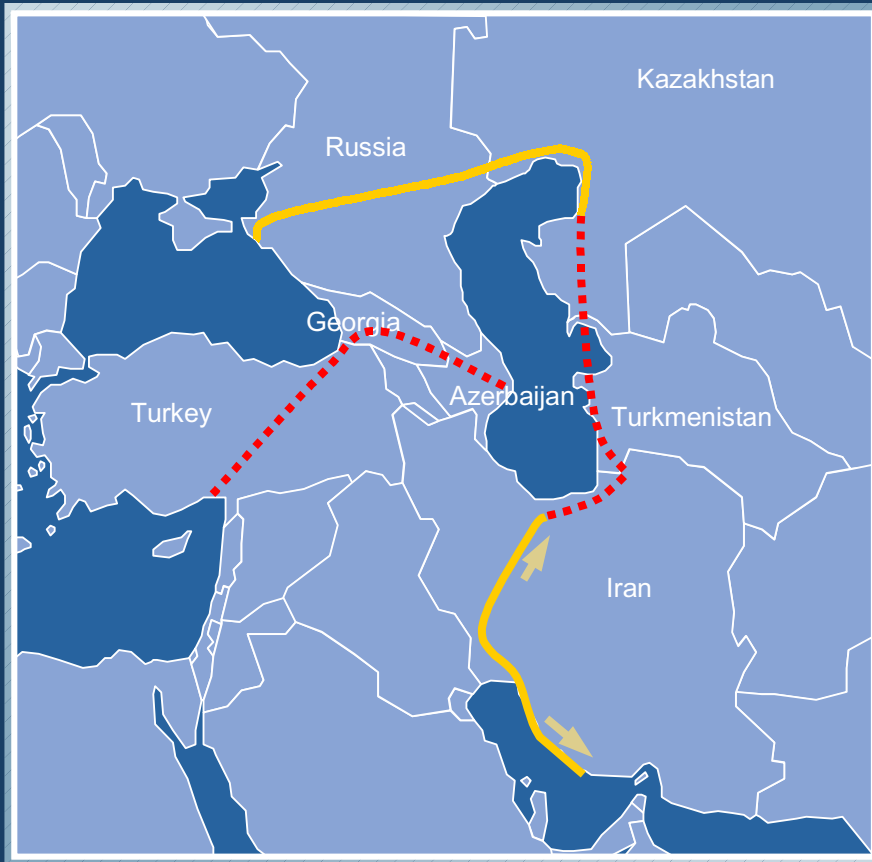 Kazakhstan
Russia
Georgia
Azerbaijan
Turkey
Turkmenistan
Iran